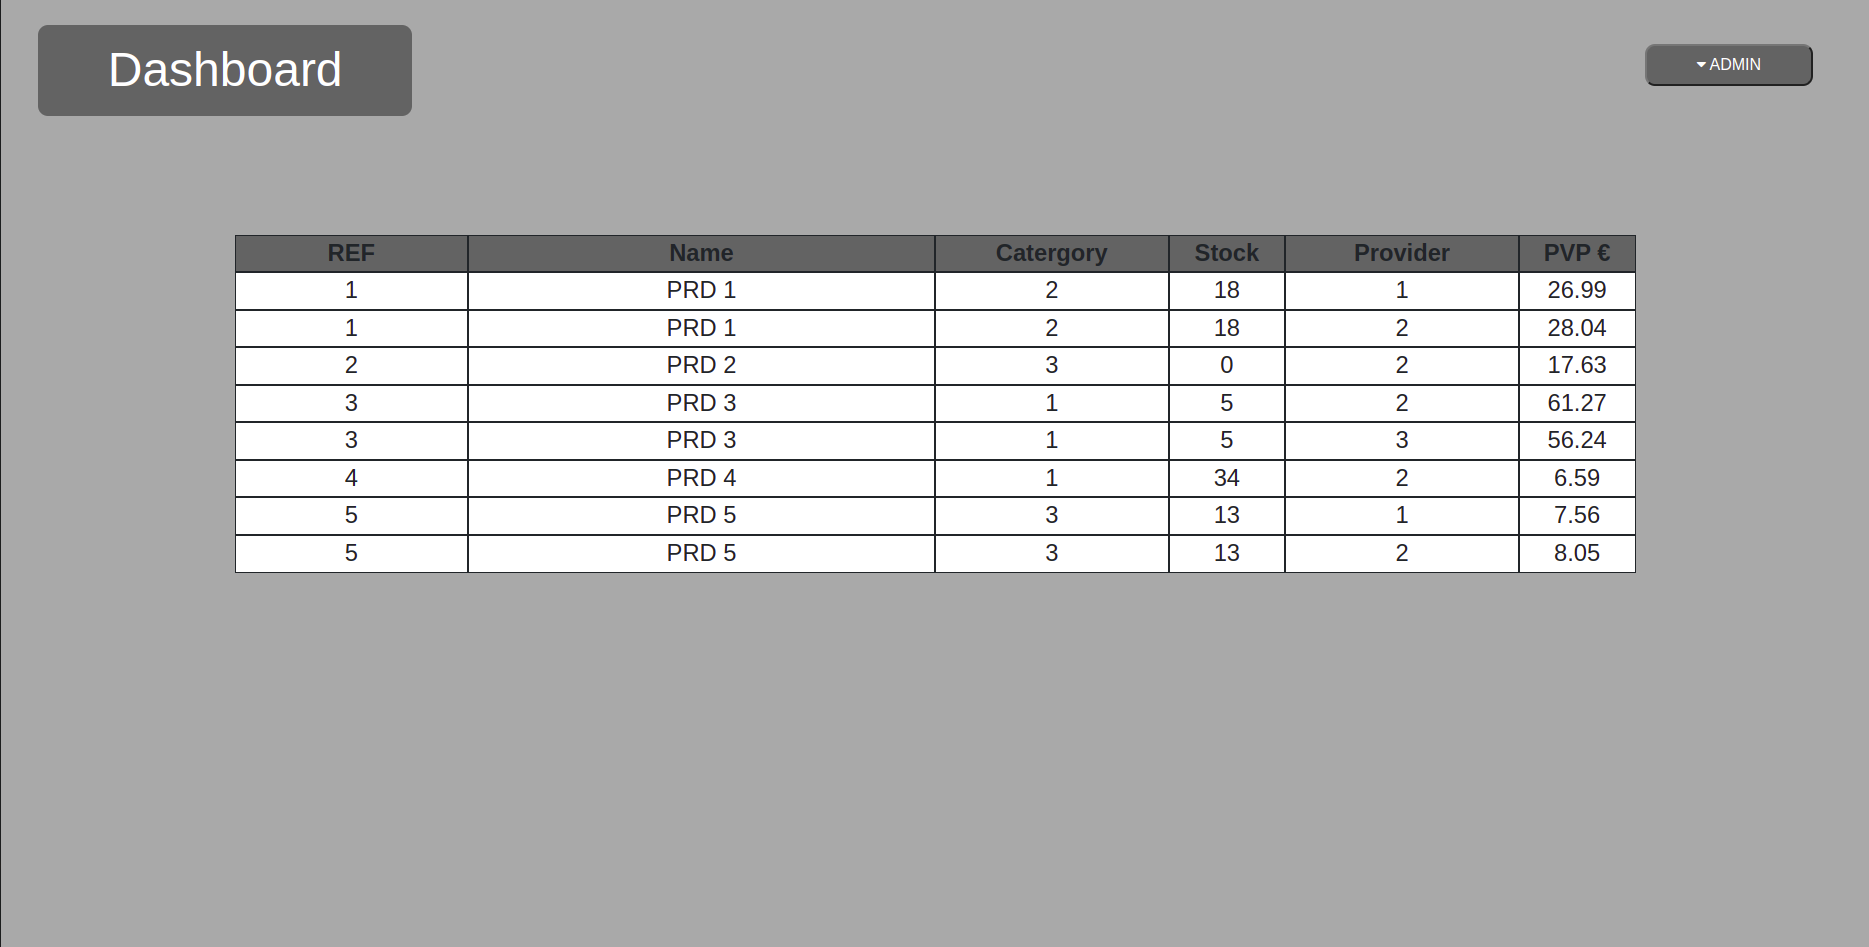 Dashboard
ADMIN
REF Name Catergory Stock Provider PVP €
1 PRD 1 2 18 1 26.99
1 PRD 1 2 18 2 28.04
2 PRD 2 3 0 2 17.63
3 PRD 3 1 5 2 61.27
3 PRD 3 1 5 3 56.24
4 PRD 4 1 34 2 6.59
5 PRD 5 3 13 1 7.56
5 PRD 5 3 13 2 8.05